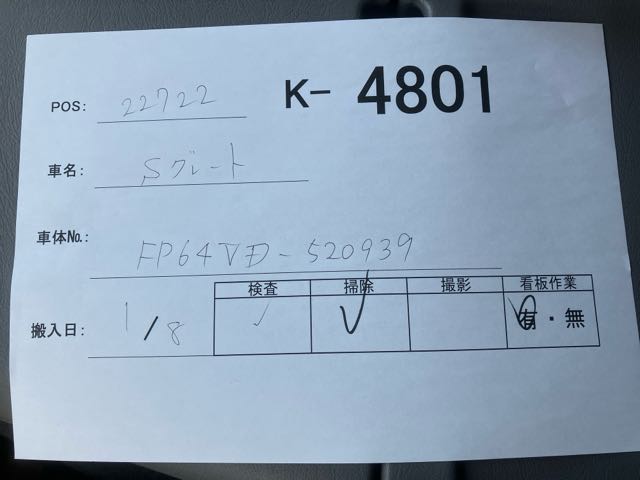 K- 4801
POS: 22722
車名: Sグレート
車体No.: FP64VD-520939
検査 掃除 撮影 看板作業
搬入日: 1/8 ✓ ✓ 有・無